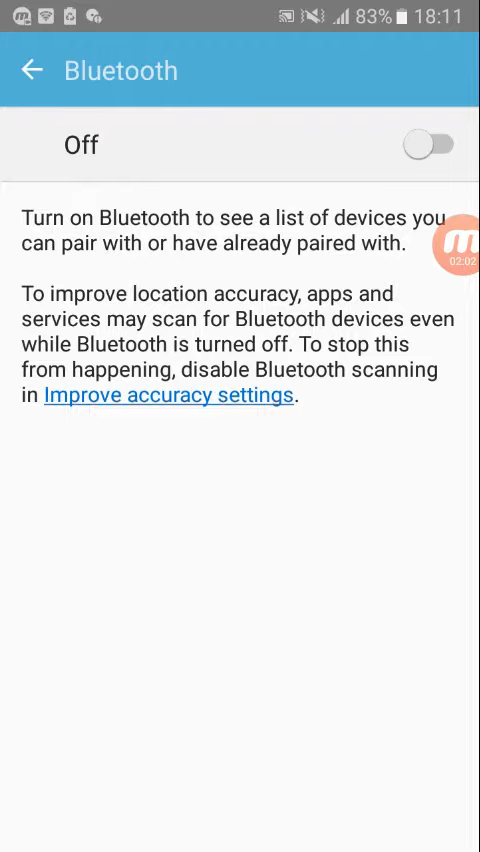 83% 18:11
Bluetooth
Off
Turn on Bluetooth to see a list of devices you
can pair with or have already paired with.
02:02
To improve location accuracy, apps and
services may scan for Bluetooth devices even
while Bluetooth is turned off. To stop this
from happening, disable Bluetooth scanning
in Improve accuracy settings.